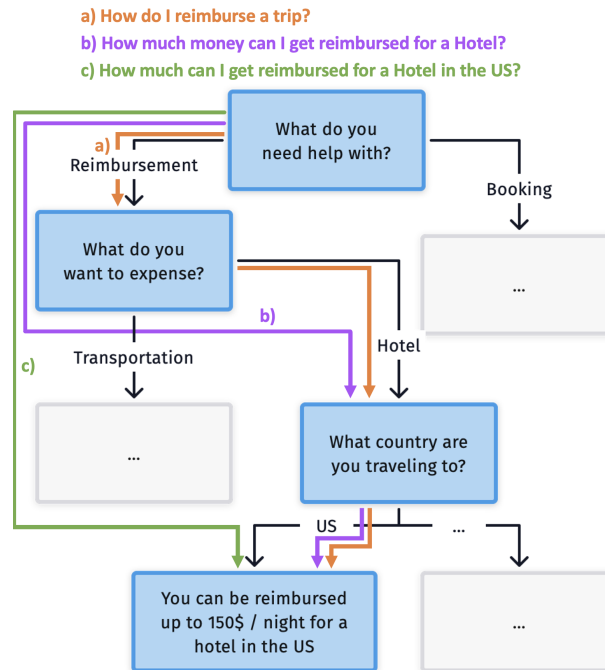 a) How do I reimburse a trip?
b) How much money can I get reimbursed for a Hotel?
c) How much can I get reimbursed for a Hotel in the US?
What do you
need help with?
a)
Reimbursement
Booking
What do you
want to expense?
...
b)
Hotel
Transportation
c)
...
What country are
you traveling to?
US
...
You can be reimbursed
up to 150$ / night for a
hotel in the US
...